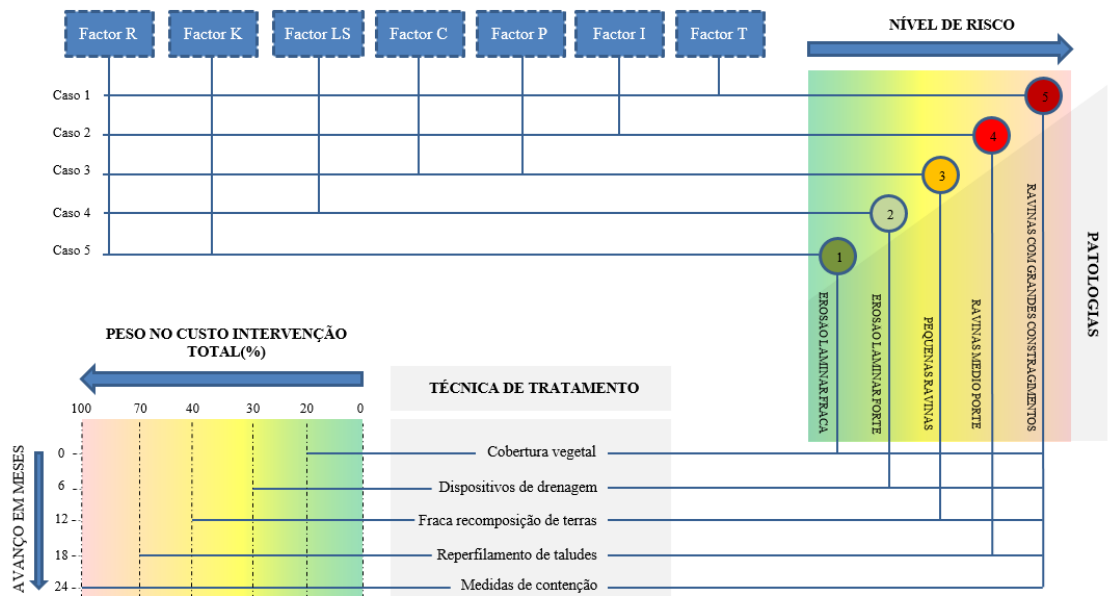 Factor R
Factor K
Factor LS
Factor C
Factor P
Factor I
Factor T
NÍVEL DE RISCO
Caso 1
Caso 2
Caso 3
Caso 4
Caso 5
5
4
3
2
1
EROSAO LAMINAR FRACA
EROSAO LAMINAR FORTE
PEQUENAS RAVINAS
RAVINAS MEDIO PORTE
RAVINAS COM GRANDES CONSTRAGIMENTOS
PATOLOGIAS
PESO NO CUSTO INTERVENÇÃO
TOTAL(%)
100 70 40 30 20 0
TÉCNICA DE TRATAMENTO
AVANÇO EM MESES
0
6
12
18
24
Cobertura vegetal
Dispositivos de drenagem
Fraca recomposição de terras
Reperfilamento de taludes
Medidas de contenção